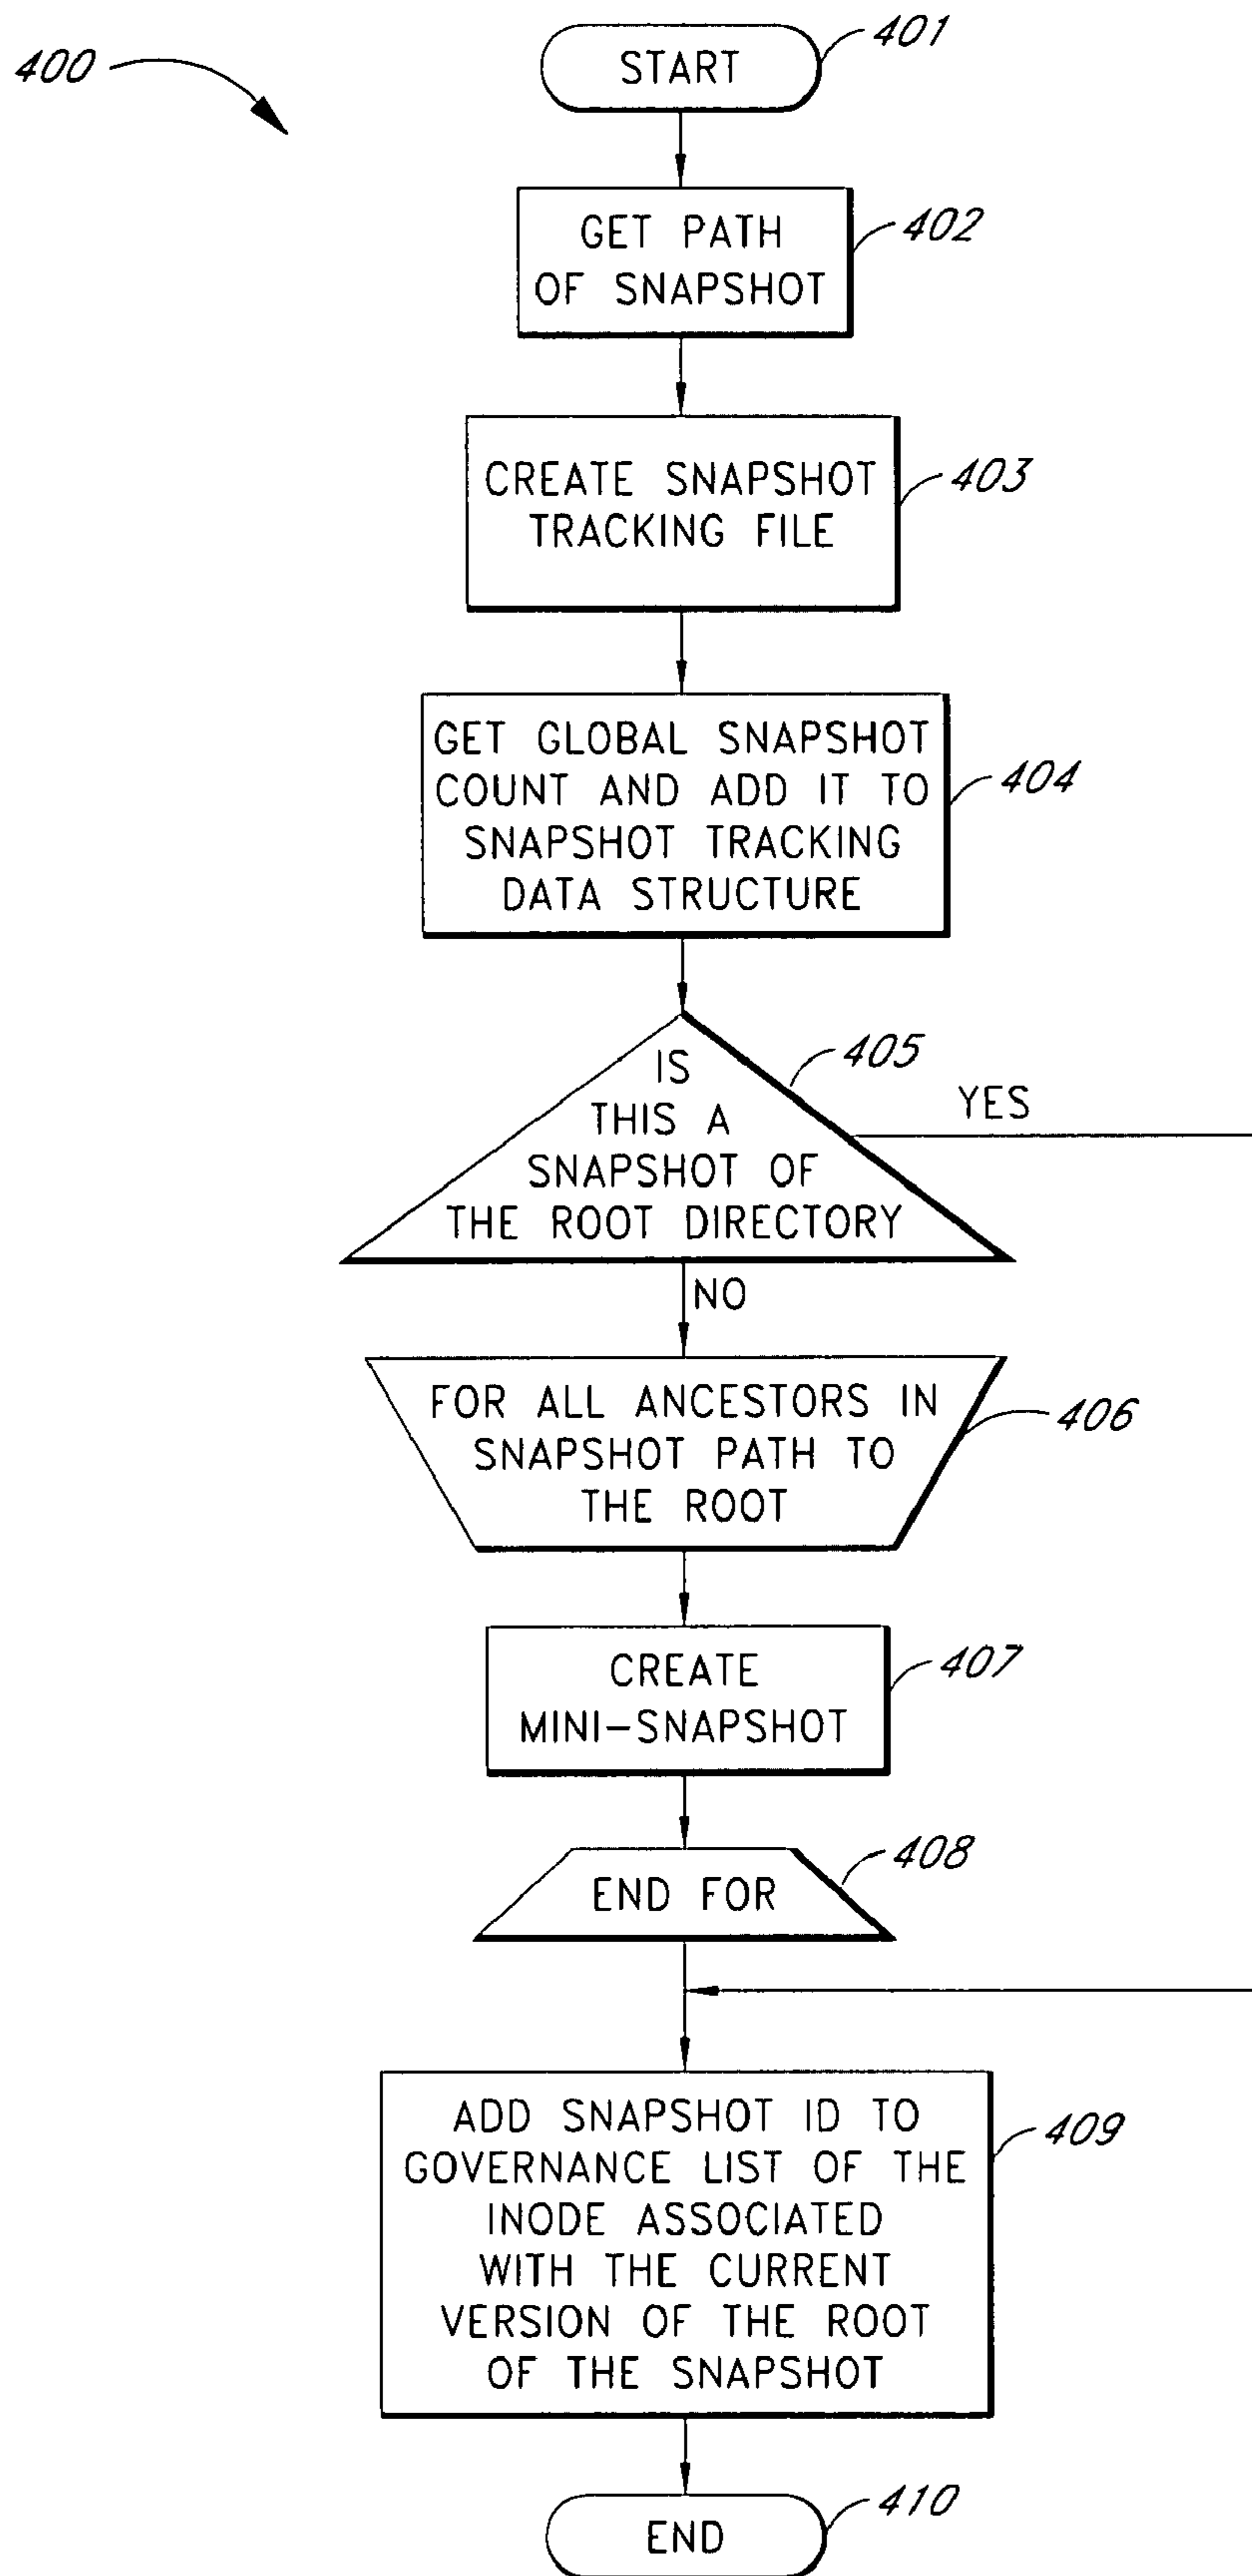 400
START
401
GET PATH
OF SNAPSHOT
402
CREATE SNAPSHOT
TRACKING FILE
403
GET GLOBAL SNAPSHOT
COUNT AND ADD IT TO
SNAPSHOT TRACKING
DATA STRUCTURE
404
IS
THIS A
SNAPSHOT OF
THE ROOT DIRECTORY
405
YES
NO
FOR ALL ANCESTORS IN
SNAPSHOT PATH TO
THE ROOT
406
CREATE
MINI-SNAPSHOT
407
END FOR
408
ADD SNAPSHOT ID TO
GOVERNANCE LIST OF THE
INODE ASSOCIATED
WITH THE CURRENT
VERSION OF THE ROOT
OF THE SNAPSHOT
409
END
410